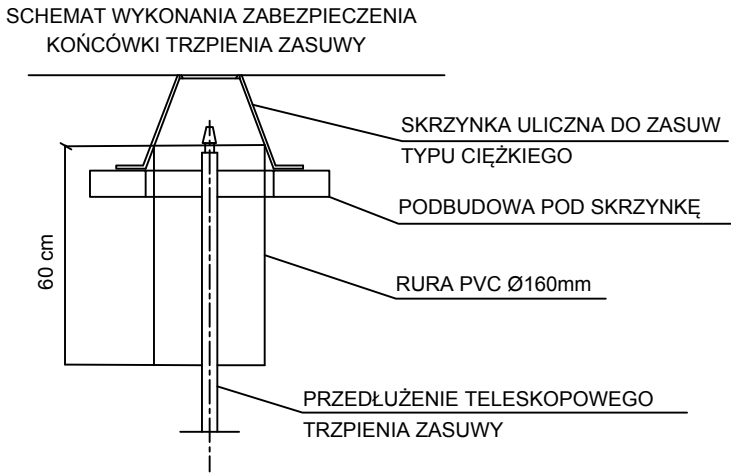 SCHEMAT WYKONANIA ZABEZPIECZENIA
KOŃCÓWKI TRZPIENIA ZASUWY
SKRZYNKA ULICZNA DO ZASUW
TYPU CIĘŻKIEGO
PODBUDOWA POD SKRZYNKĘ
60 cm
RURA PVC Ø160mm
PRZEDŁUŻENIE TELESKOPOWEGO
TRZPIENIA ZASUWY